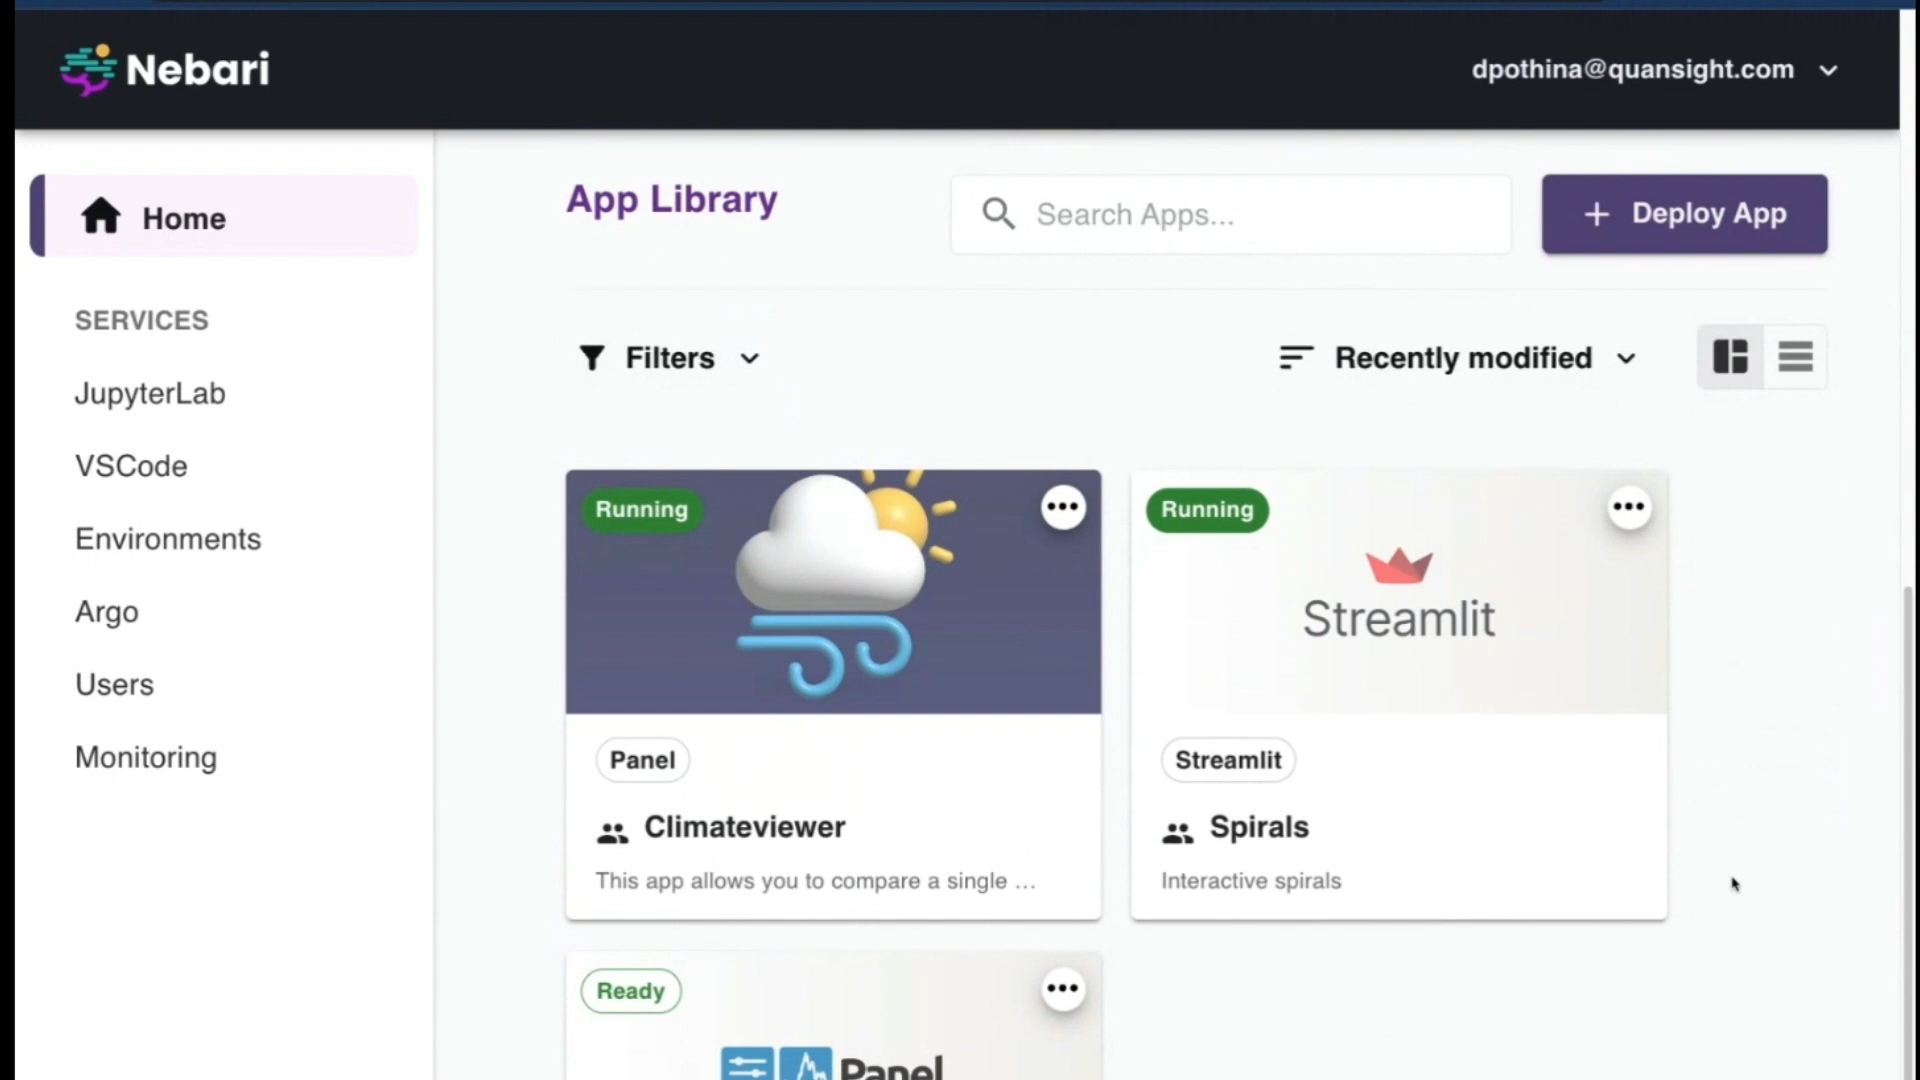 Nebari
dpothina@quansight.com
Home
SERVICES
JupyterLab
VSCode
Environments
Argo
Users
Monitoring
App Library
Search Apps...
Deploy App
Filters
Recently modified
Running
Panel
Climateviewer
This app allows you to compare a single ...
Running
Streamlit
Streamlit
Spirals
Interactive spirals
Ready
Panel